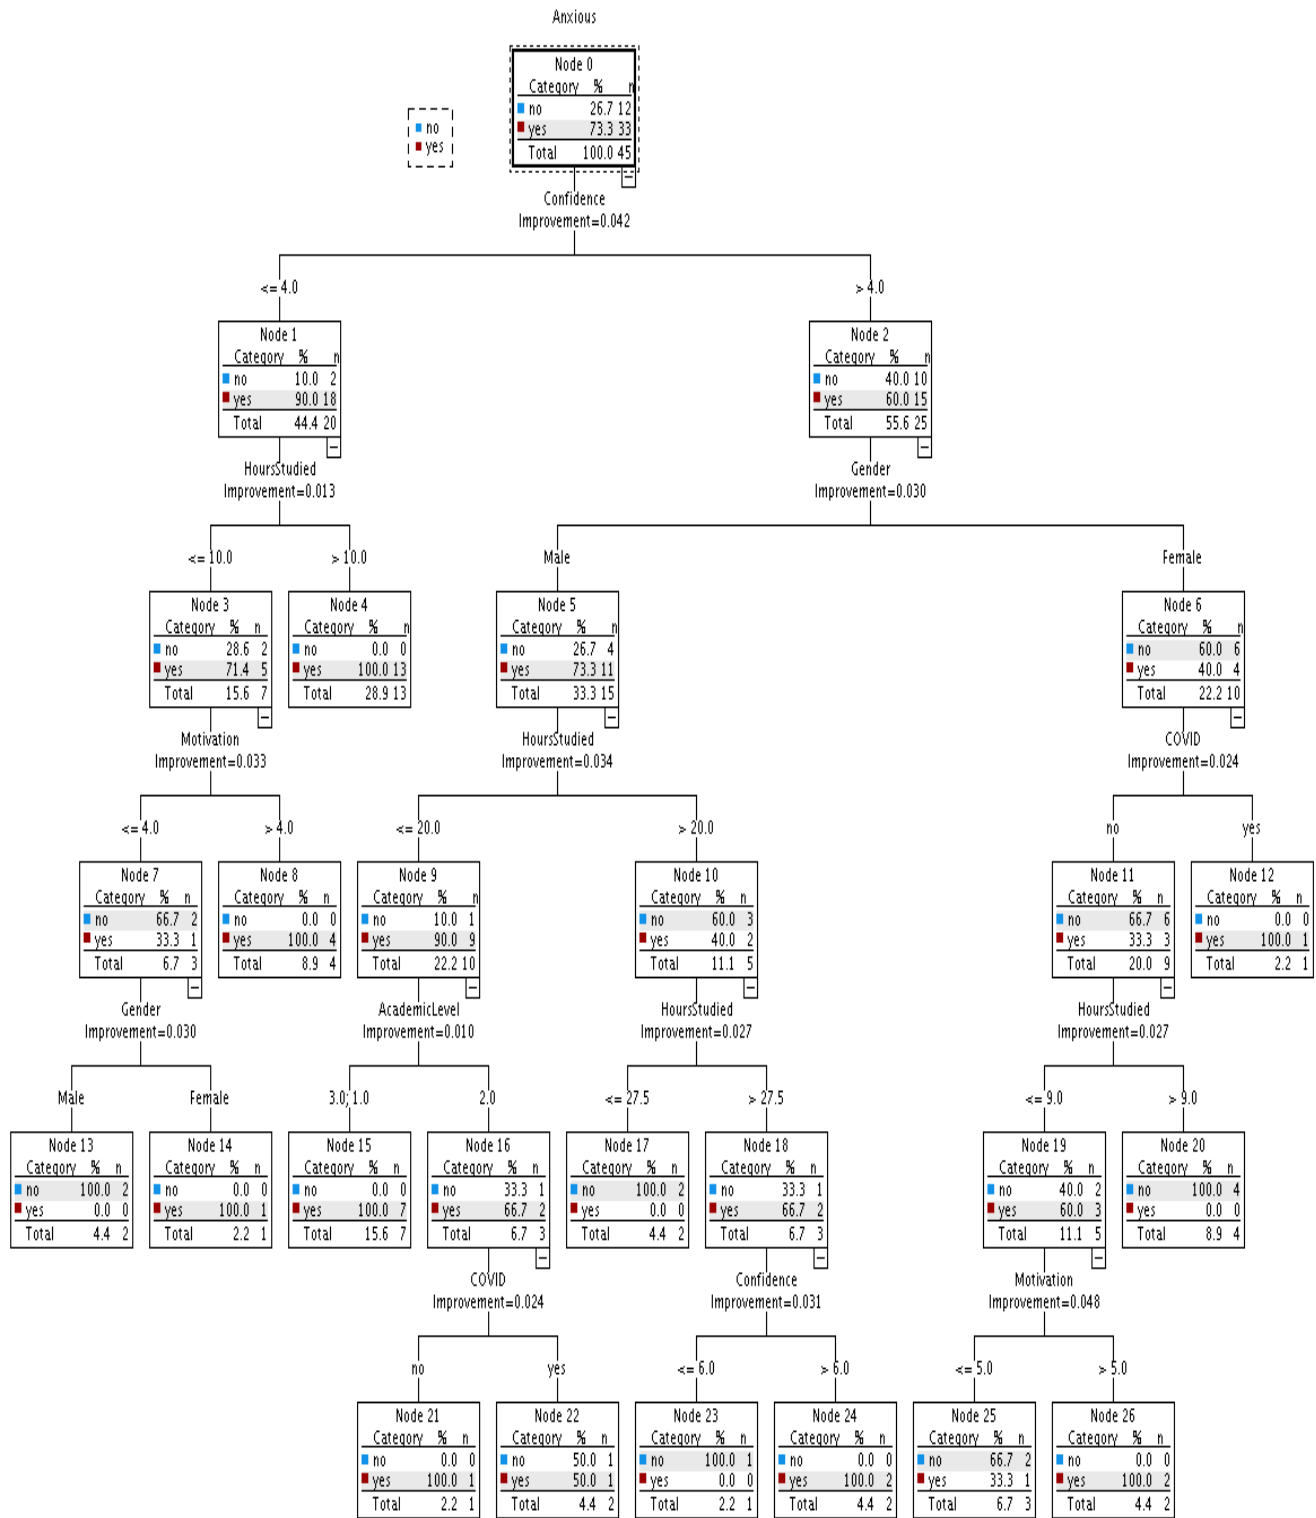 Anxious
Node 0
Category % n
no 26.7 12
yes 73.3 33
Total 100.0 45
no
yes
Confidence
Improvement=0.042
<= 4.0
> 4.0
Node 1
Category % n
no 10.0 2
yes 90.0 18
Total 44.4 20
Node 2
Category % n
no 40.0 10
yes 60.0 15
Total 55.6 25
HoursStudied
Improvement=0.013
Gender
Improvement=0.030
<= 10.0
> 10.0
Male
Female
Node 3
Category % n
no 28.6 2
yes 71.4 5
Total 15.6 7
Node 4
Category % n
no 0.0 0
yes 100.0 13
Total 28.9 13
Node 5
Category % n
no 26.7 4
yes 73.3 11
Total 33.3 15
Node 6
Category % n
no 60.0 6
yes 40.0 4
Total 22.2 10
Motivation
Improvement=0.033
HoursStudied
Improvement=0.034
COVID
Improvement=0.024
<= 4.0
> 4.0
<= 20.0
> 20.0
no
yes
Node 7
Category % n
no 66.7 2
yes 33.3 1
Total 6.7 3
Node 8
Category % n
no 0.0 0
yes 100.0 4
Total 8.9 4
Node 9
Category % n
no 10.0 1
yes 90.0 9
Total 22.2 10
Node 10
Category % n
no 60.0 3
yes 40.0 2
Total 11.1 5
Node 11
Category % n
no 66.7 6
yes 33.3 3
Total 20.0 9
Node 12
Category % n
no 0.0 0
yes 100.0 1
Total 2.2 1
Gender
Improvement=0.030
AcademicLevel
Improvement=0.010
HoursStudied
Improvement=0.027
HoursStudied
Improvement=0.027
Male
Female
3.0; 1.0
2.0
<= 27.5
> 27.5
<= 9.0
> 9.0
Node 13
Category % n
no 100.0 2
yes 0.0 0
Total 4.4 2
Node 14
Category % n
no 0.0 0
yes 100.0 1
Total 2.2 1
Node 15
Category % n
no 0.0 0
yes 100.0 7
Total 15.6 7
Node 16
Category % n
no 33.3 1
yes 66.7 2
Total 6.7 3
Node 17
Category % n
no 100.0 2
yes 0.0 0
Total 4.4 2
Node 18
Category % n
no 33.3 1
yes 66.7 2
Total 6.7 3
Node 19
Category % n
no 40.0 2
yes 60.0 3
Total 11.1 5
Node 20
Category % n
no 100.0 4
yes 0.0 0
Total 8.9 4
COVID
Improvement=0.024
Confidence
Improvement=0.031
Motivation
Improvement=0.048
no
yes
<= 6.0
> 6.0
<= 5.0
> 5.0
Node 21
Category % n
no 0.0 0
yes 100.0 1
Total 2.2 1
Node 22
Category % n
no 50.0 1
yes 50.0 1
Total 4.4 2
Node 23
Category % n
no 100.0 1
yes 0.0 0
Total 2.2 1
Node 24
Category % n
no 0.0 0
yes 100.0 2
Total 4.4 2
Node 25
Category % n
no 66.7 2
yes 33.3 1
Total 6.7 3
Node 26
Category % n
no 0.0 0
yes 100.0 2
Total 4.4 2